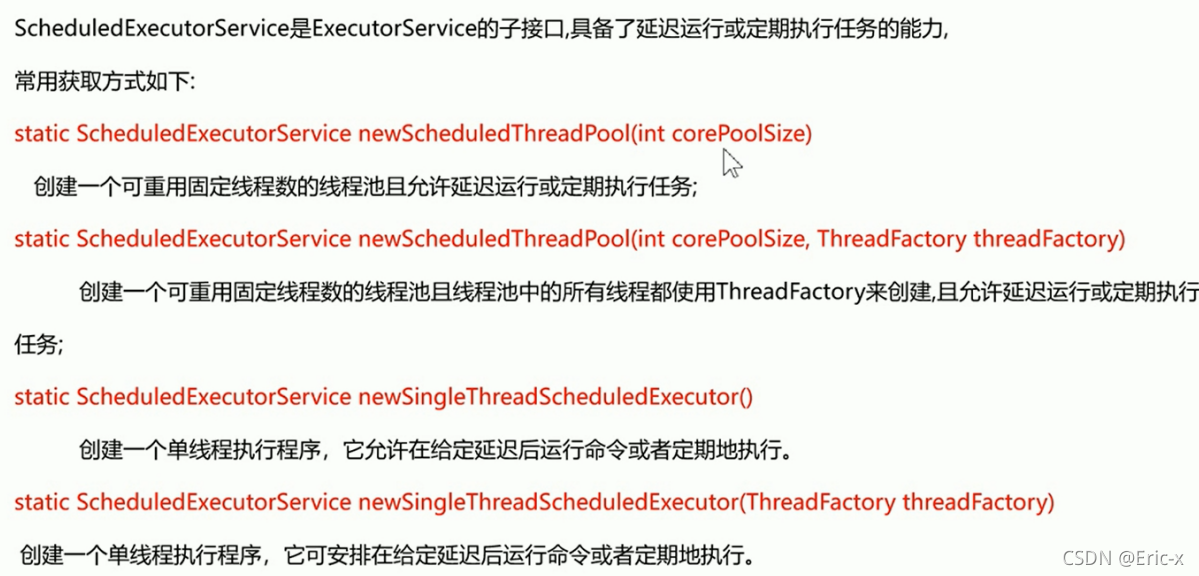 ScheduledExecutorService是ExecutorService的子接口,具备了延迟运行或定期执行任务的能力,
常用获取方式如下:
static ScheduledExecutorService newScheduledThreadPool(int corePoolSize)
创建一个可重用固定线程数的线程池且允许延迟运行或定期执行任务;
static ScheduledExecutorService newScheduledThreadPool(int corePoolSize, ThreadFactory threadFactory)
创建一个可重用固定线程数的线程池且线程池中的所有线程都使用ThreadFactory来创建,且允许延迟运行或定期执行
任务;
static ScheduledExecutorService newSingleThreadScheduledExecutor()
创建一个单线程执行程序，它允许在给定延迟后运行命令或者定期地执行。
static ScheduledExecutorService newSingleThreadScheduledExecutor(ThreadFactory threadFactory)
创建一个单线程执行程序，它可安排在给定延迟后运行命令或者定期地执行。
CSDN @Eric-x